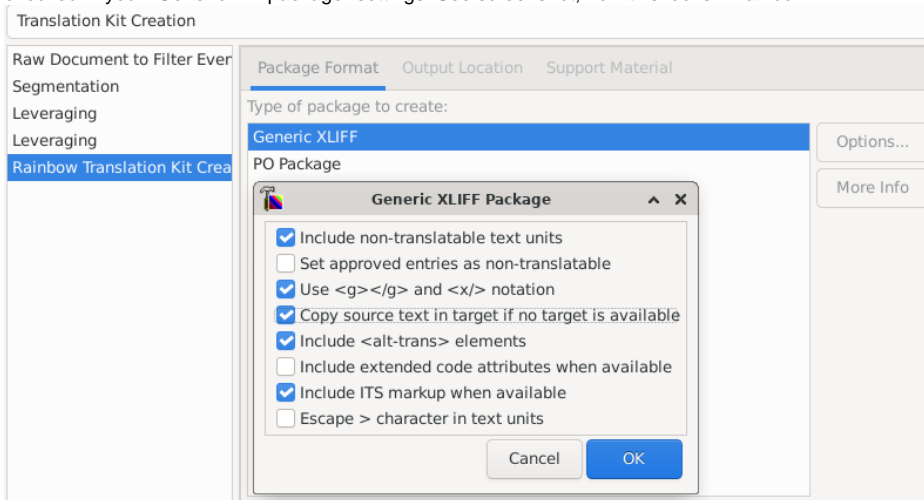 Translation Kit Creation
Raw Document to Filter Ever
Segmentation
Leveraging
Leveraging
Rainbow Translation Kit Crea
Package Format Output Location Support Material
Type of package to create:
Generic XLIFF
PO Package
Options...
More Info
Generic XLIFF Package
Include non-translatable text units
Set approved entries as non-translatable
Use <g></g> and <x/> notation
Copy source text in target if no target is available
Include <alt-trans> elements
Include extended code attributes when available
Include ITS markup when available
Escape > character in text units
Cancel OK